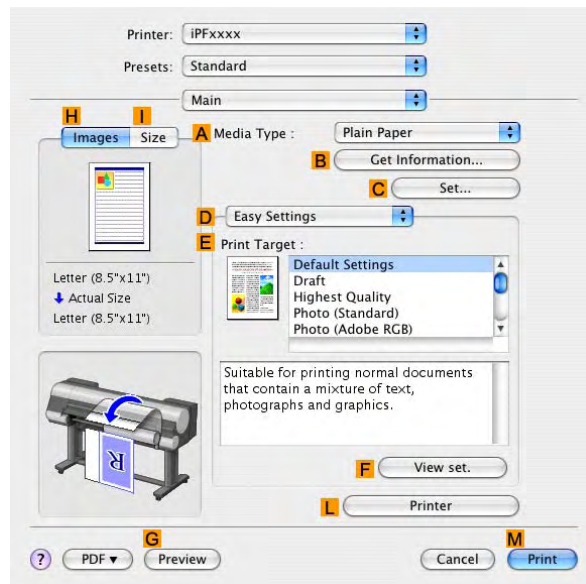 Printer: iPFxxxx
Presets: Standard
Main
H I
Images Size
A Media Type : Plain Paper
B Get Information...
C Set...
D Easy Settings
E Print Target :
Default Settings
Draft
Highest Quality
Photo (Standard)
Photo (Adobe RGB)
Letter (8.5"x11")
Actual Size
Letter (8.5"x11")
Suitable for printing normal documents
that contain a mixture of text,
photographs and graphics.
R
F View set.
L Printer
G M
? PDF▼ Preview Cancel Print